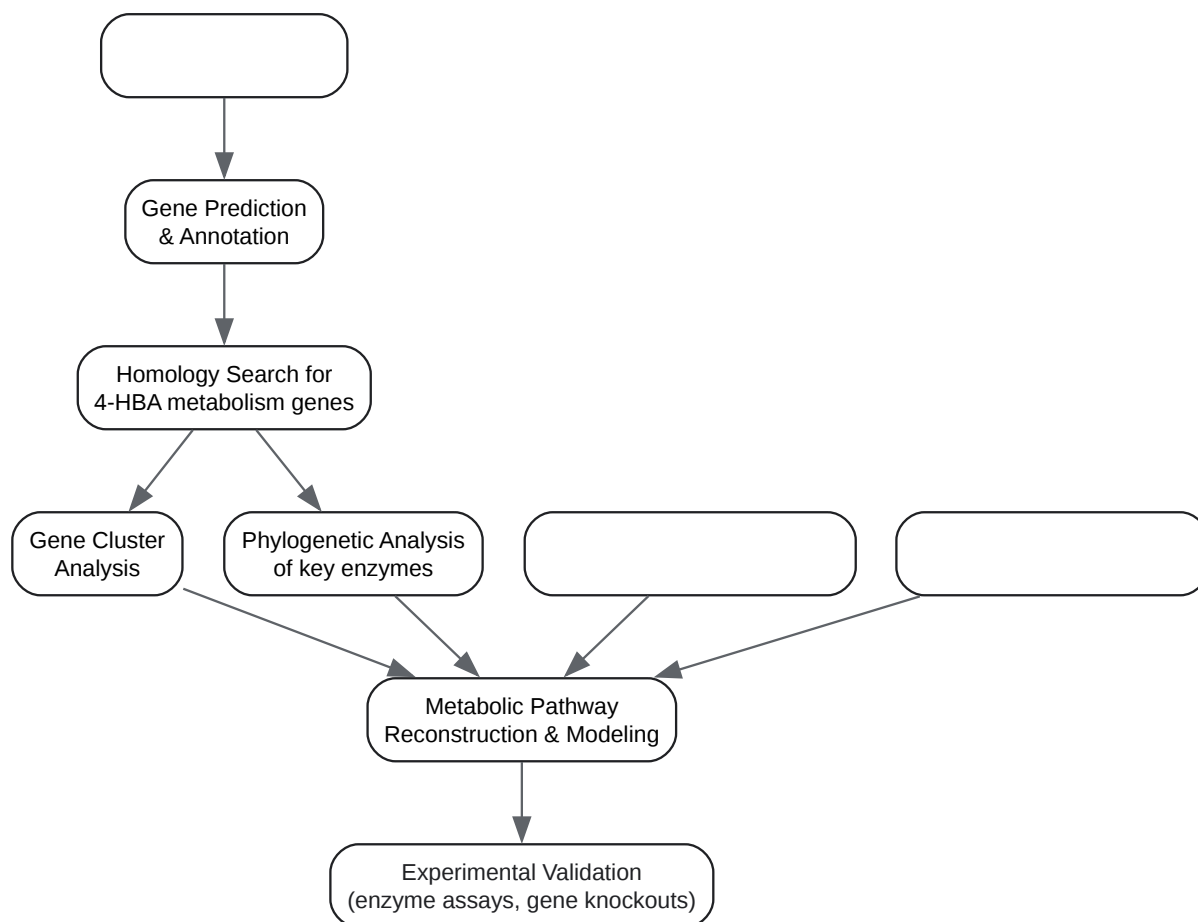 Gene Prediction
& Annotation
Homology Search for
4-HBA metabolism genes
Gene Cluster
Analysis
Phylogenetic Analysis
of key enzymes
Metabolic Pathway
Reconstruction & Modeling
Experimental Validation
(enzyme assays, gene knockouts)